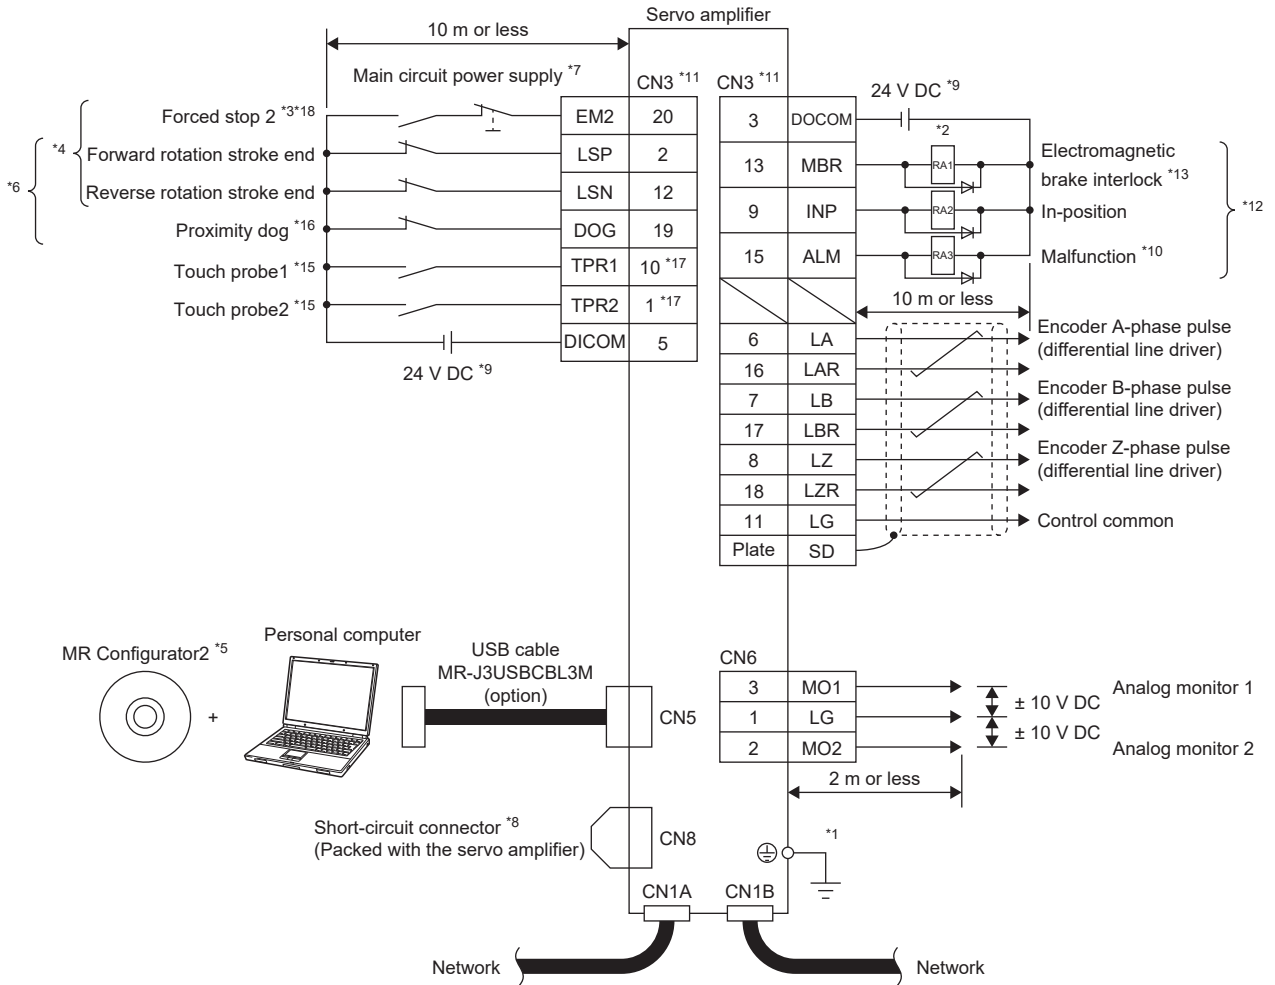 Servo amplifier
10 m or less
Main circuit power supply *7
CN3 *11
CN3 *11
24 V DC *9
Forced stop 2 *3*18
EM2 20
3 DOCOM
*2
*4
Forward rotation stroke end
LSP 2
13 MBR
RA1
Electromagnetic
brake interlock *13
*6
Reverse rotation stroke end
LSN 12
9 INP
RA2
In-position
*12
Proximity dog *16
DOG 19
15 ALM
RA3
Malfunction *10
Touch probe1 *15
TPR1 10 *17
10 m or less
Touch probe2 *15
TPR2 1 *17
DICOM 5
24 V DC *9
6 LA
Encoder A-phase pulse
(differential line driver)
16 LAR
7 LB
Encoder B-phase pulse
(differential line driver)
17 LBR
8 LZ
Encoder Z-phase pulse
(differential line driver)
18 LZR
11 LG
Control common
Plate SD
MR Configurator2 *5
+
Personal computer
USB cable
MR-J3USBCBL3M
(option)
CN5
CN6
3 MO1
Analog monitor 1
± 10 V DC
1 LG
± 10 V DC
2 MO2
Analog monitor 2
2 m or less
Short-circuit connector *8
(Packed with the servo amplifier)
CN8
*1
CN1A
CN1B
Network
Network